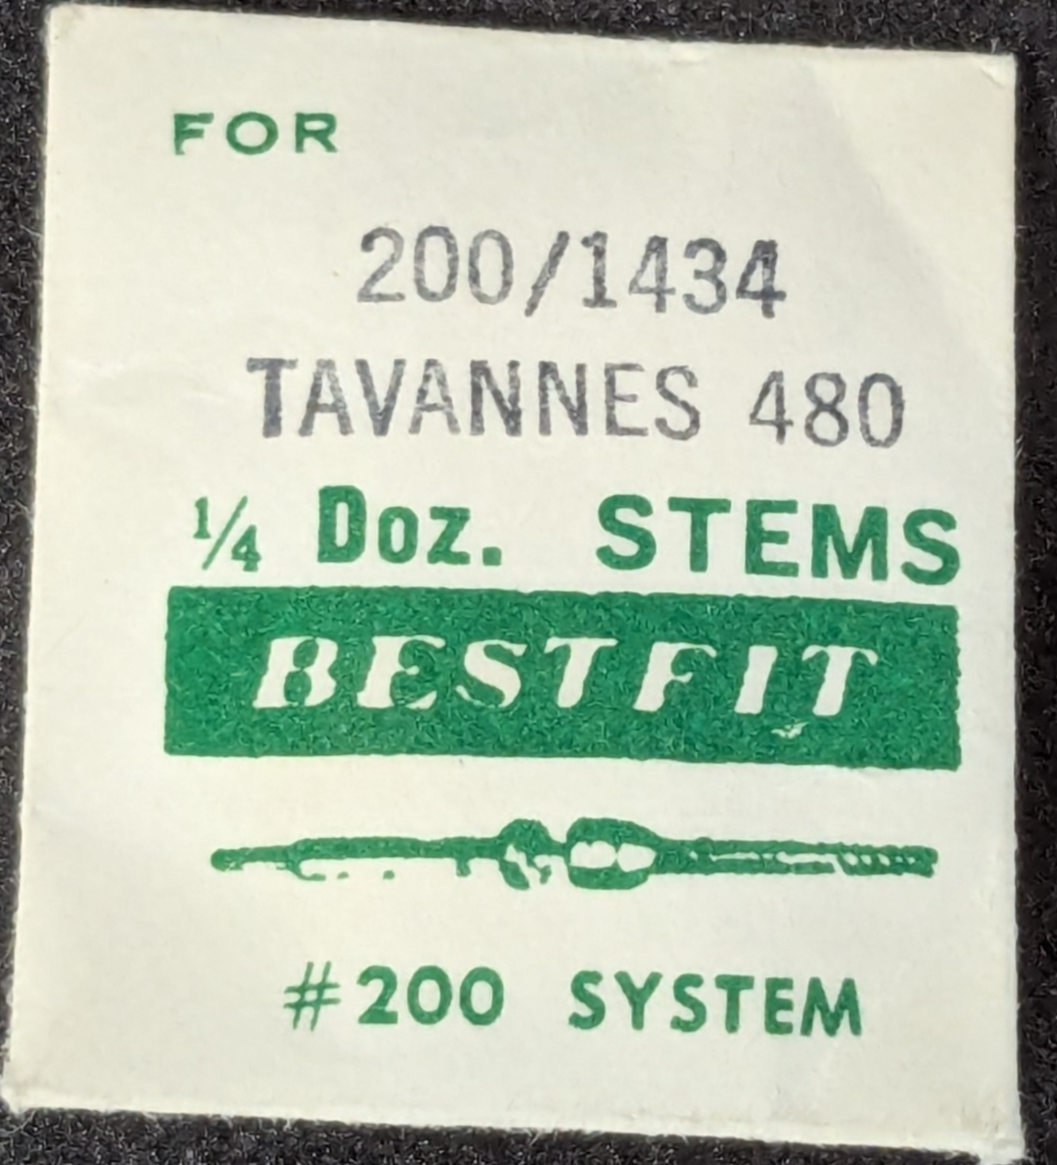 FOR
200/1434
TAVANNES 480
1/4 Doz. STEMS
BESTFIT
#200 SYSTEM